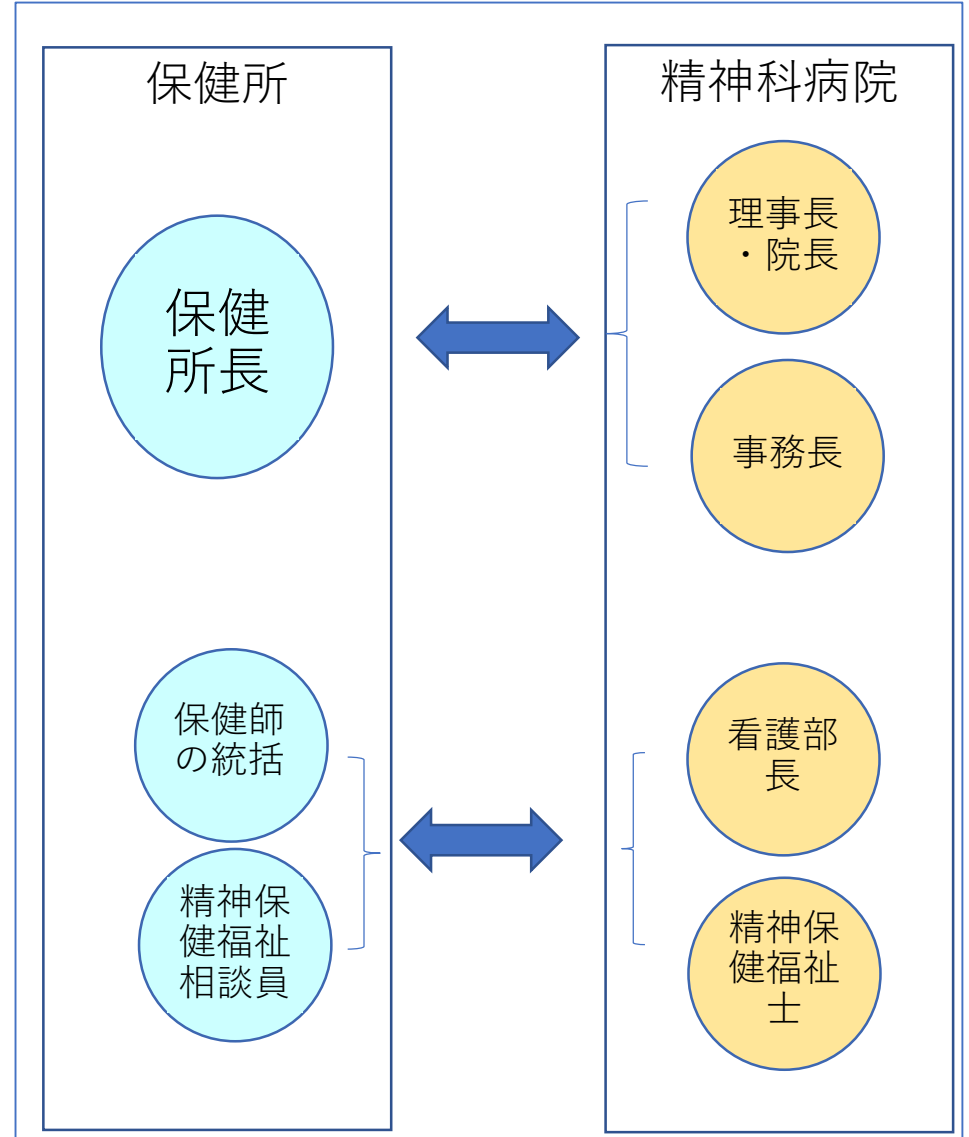 保健所
保健
所長
保健師
の統括
精神保
健福祉
相談員
精神科病院
理事長
・院長
事務長
看護部
長
精神保
健福祉
士